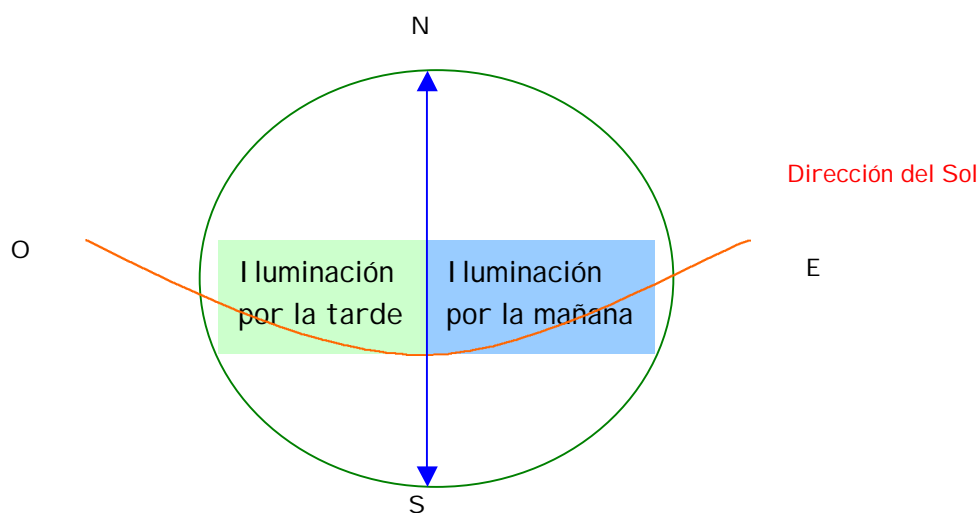 N
Dirección del Sol
O
E
Iluminación
por la tarde
Iluminación
por la mañana
S